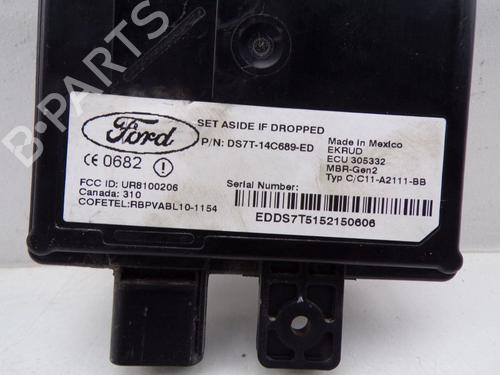 B-PARTS
Ford
SET ASIDE IF DROPPED
P/N: DS7T-14C689-ED
CE 0682
FCC ID: UR8100206
Canada: 310
COFETEL:RBPVABL10-1154
Made in Mexico
EKRUD
ECU 305332
MBR-Gen2
Typ C/C11-A2111-BB
Serial Number:
EDDS7T5152150606